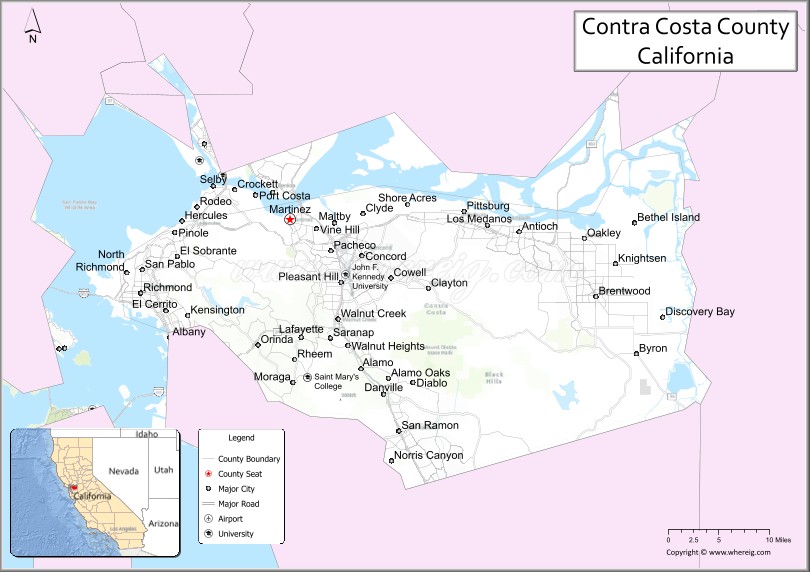 Contra Costa County
California
N
Selby
Crockett
Port Costa
Martinez
Rodeo
Hercules
Pinole
Maltby
Clyde
Shore Acres
Vine Hill
Pittsburg
Los Medanos
Antioch
Oakley
Bethel Island
Knightsen
Brentwood
Discovery Bay
Byron
North
Richmond
San Pablo
El Sobrante
Richmond
El Cerrito
Kensington
Albany
Pacheco
Concord
John F.
Kennedy
University
Pleasant Hill
Cowell
Clayton
Contra
Costa
Walnut Creek
Lafayette
Saranap
Orinda
Walnut Heights
Rheem
Alamo
Moraga
Saint Mary's
College
Alamo Oaks
Diablo
Danville
Black
Hills
San Ramon
Norris Canyon
Idaho
Nevada
Utah
California
Arizona
Los Angeles
Legend
County Boundary
County Seat
Major City
Major Road
Airport
University
0 2.5 5 10 Miles
Copyright © www.whereig.com